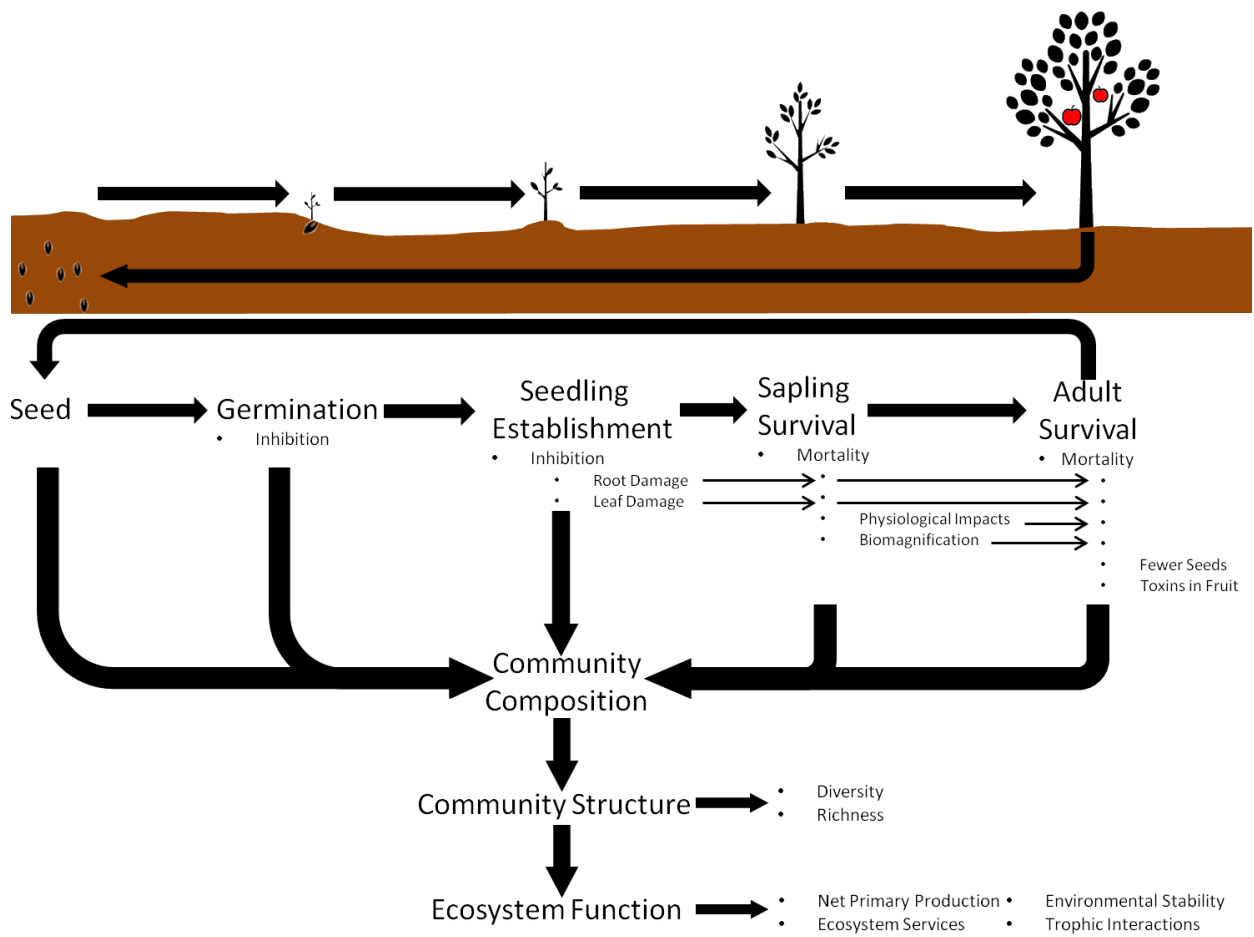 Seed
Germination
• Inhibition
Seedling
Establishment
• Inhibition
• Root Damage
• Leaf Damage
Sapling
Survival
• Mortality
•
•
• Physiological Impacts
• Biomagnification
Adult
Survival
• Mortality
•
•
•
•
• Fewer Seeds
• Toxins in Fruit
Community
Composition
Community Structure
• Diversity
• Richness
Ecosystem Function
• Net Primary Production
• Ecosystem Services
• Environmental Stability
• Trophic Interactions